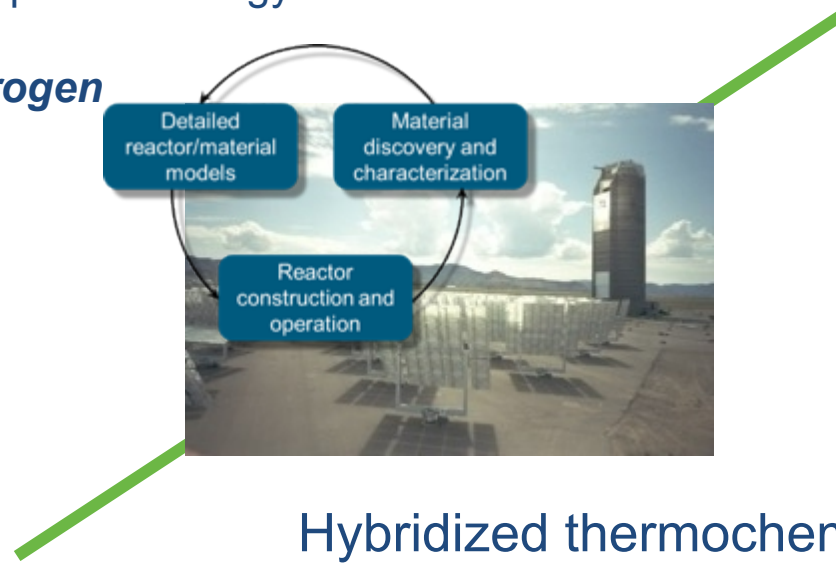 rogen
Detailed
reactor/material
models
Material
discovery and
characterization
Reactor
construction and
operation
Hybridized thermocher